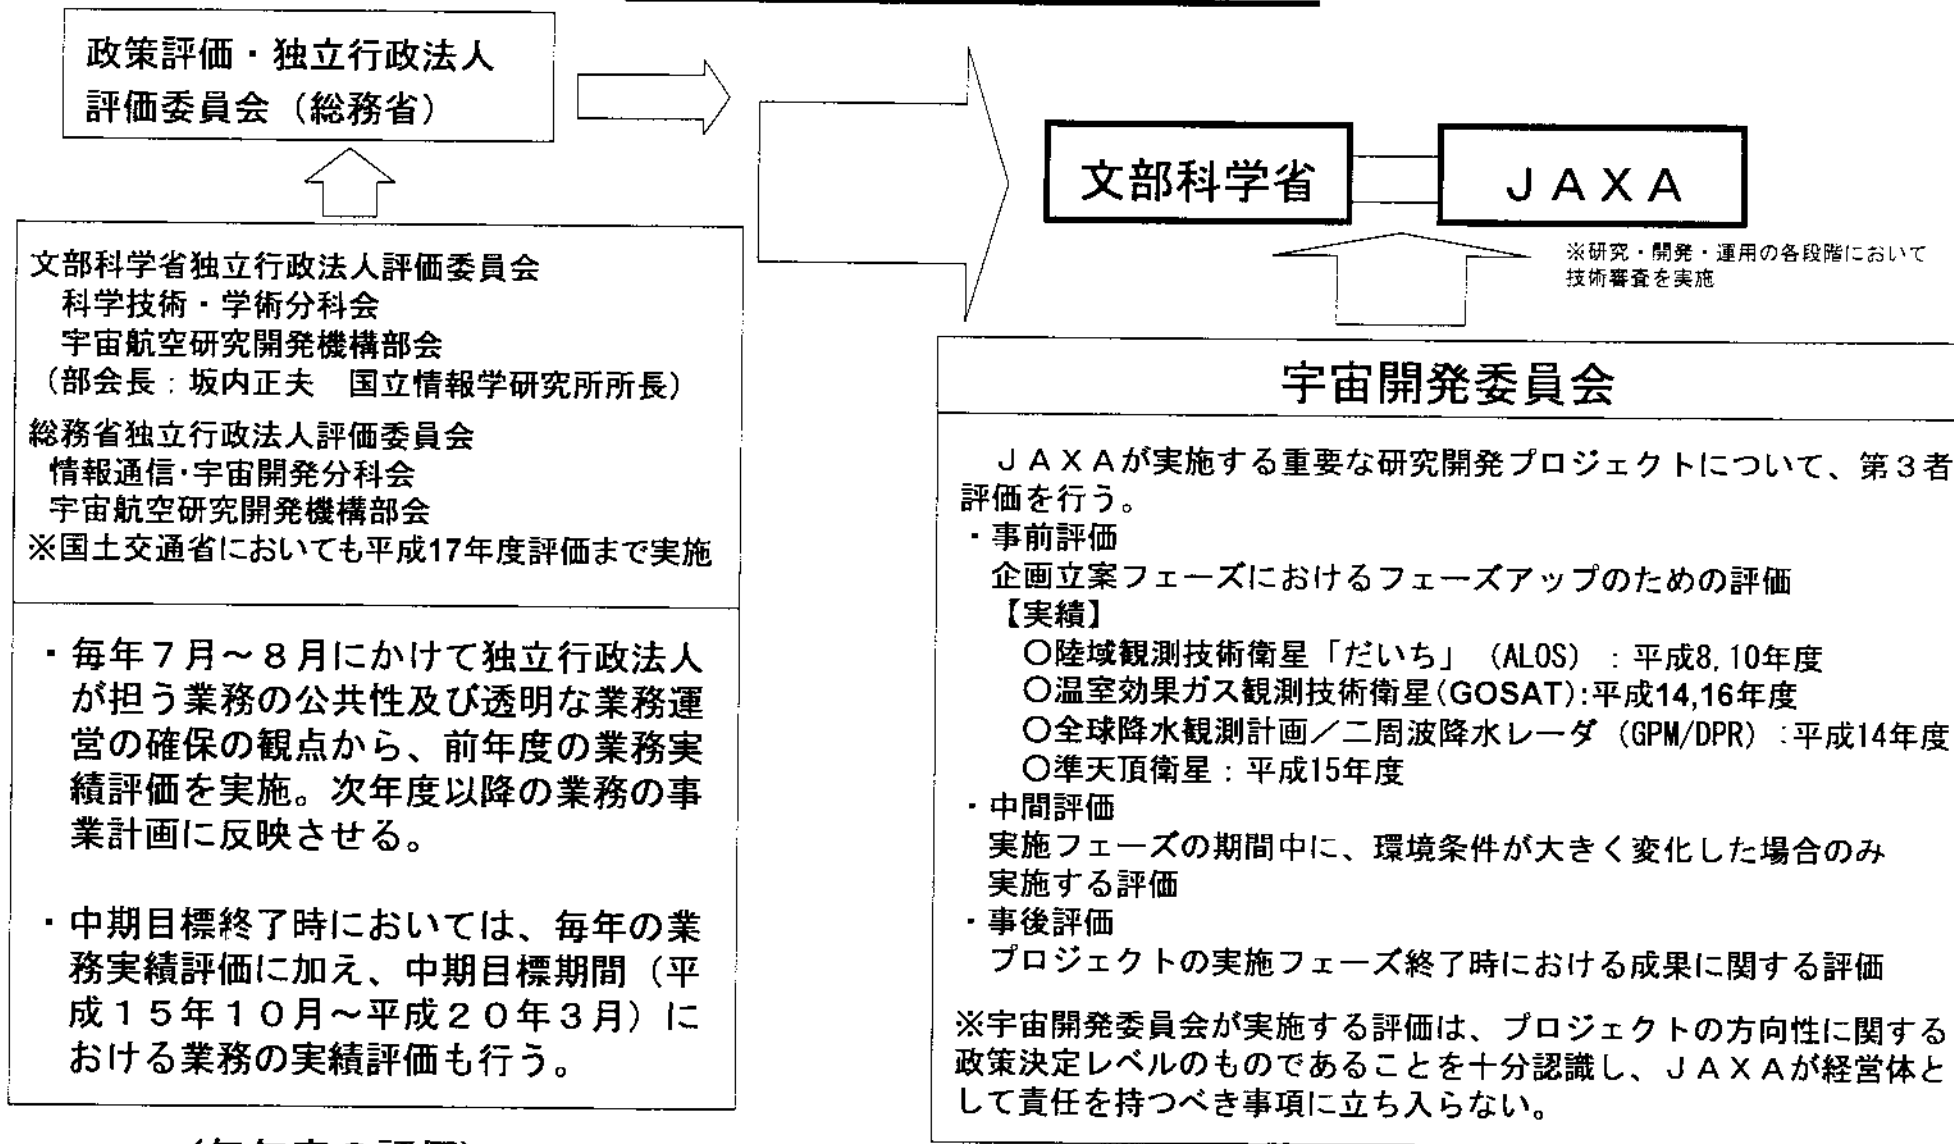 政策評価・独立行政法人
評価委員会（総務省）
文部科学省
ＪＡＸＡ
※研究・開発・運用の各段階において
技術審査を実施
文部科学省独立行政法人評価委員会
科学技術・学術分科会
宇宙航空研究開発機構部会
（部会長：坂内正夫　国立情報学研究所所長）
総務省独立行政法人評価委員会
情報通信・宇宙開発分科会
宇宙航空研究開発機構部会
※国土交通省においても平成17年度評価まで実施
・毎年７月～８月にかけて独立行政法人
が担う業務の公共性及び透明な業務運
営の確保の観点から、前年度の業務実
績評価を実施。次年度以降の業務の事
業計画に反映させる。
・中期目標終了時においては、毎年の業
務実績評価に加え、中期目標期間（平
成１５年１０月～平成２０年３月）に
おける業務の実績評価も行う。
宇宙開発委員会
ＪＡＸＡが実施する重要な研究開発プロジェクトについて、第３者
評価を行う。
・事前評価
企画立案フェーズにおけるフェーズアップのための評価
【実績】
○陸域観測技術衛星「だいち」（ALOS）：平成8,10年度
○温室効果ガス観測技術衛星(GOSAT):平成14,16年度
○全球降水観測計画／二周波降水レーダ（GPM/DPR）：平成14年度
○準天頂衛星：平成15年度
・中間評価
実施フェーズの期間中に、環境条件が大きく変化した場合のみ
実施する評価
・事後評価
プロジェクトの実施フェーズ終了時における成果に関する評価
※宇宙開発委員会が実施する評価は、プロジェクトの方向性に関する
政策決定レベルのものであることを十分認識し、ＪＡＸＡが経営体と
して責任を持つべき事項に立ち入らない。